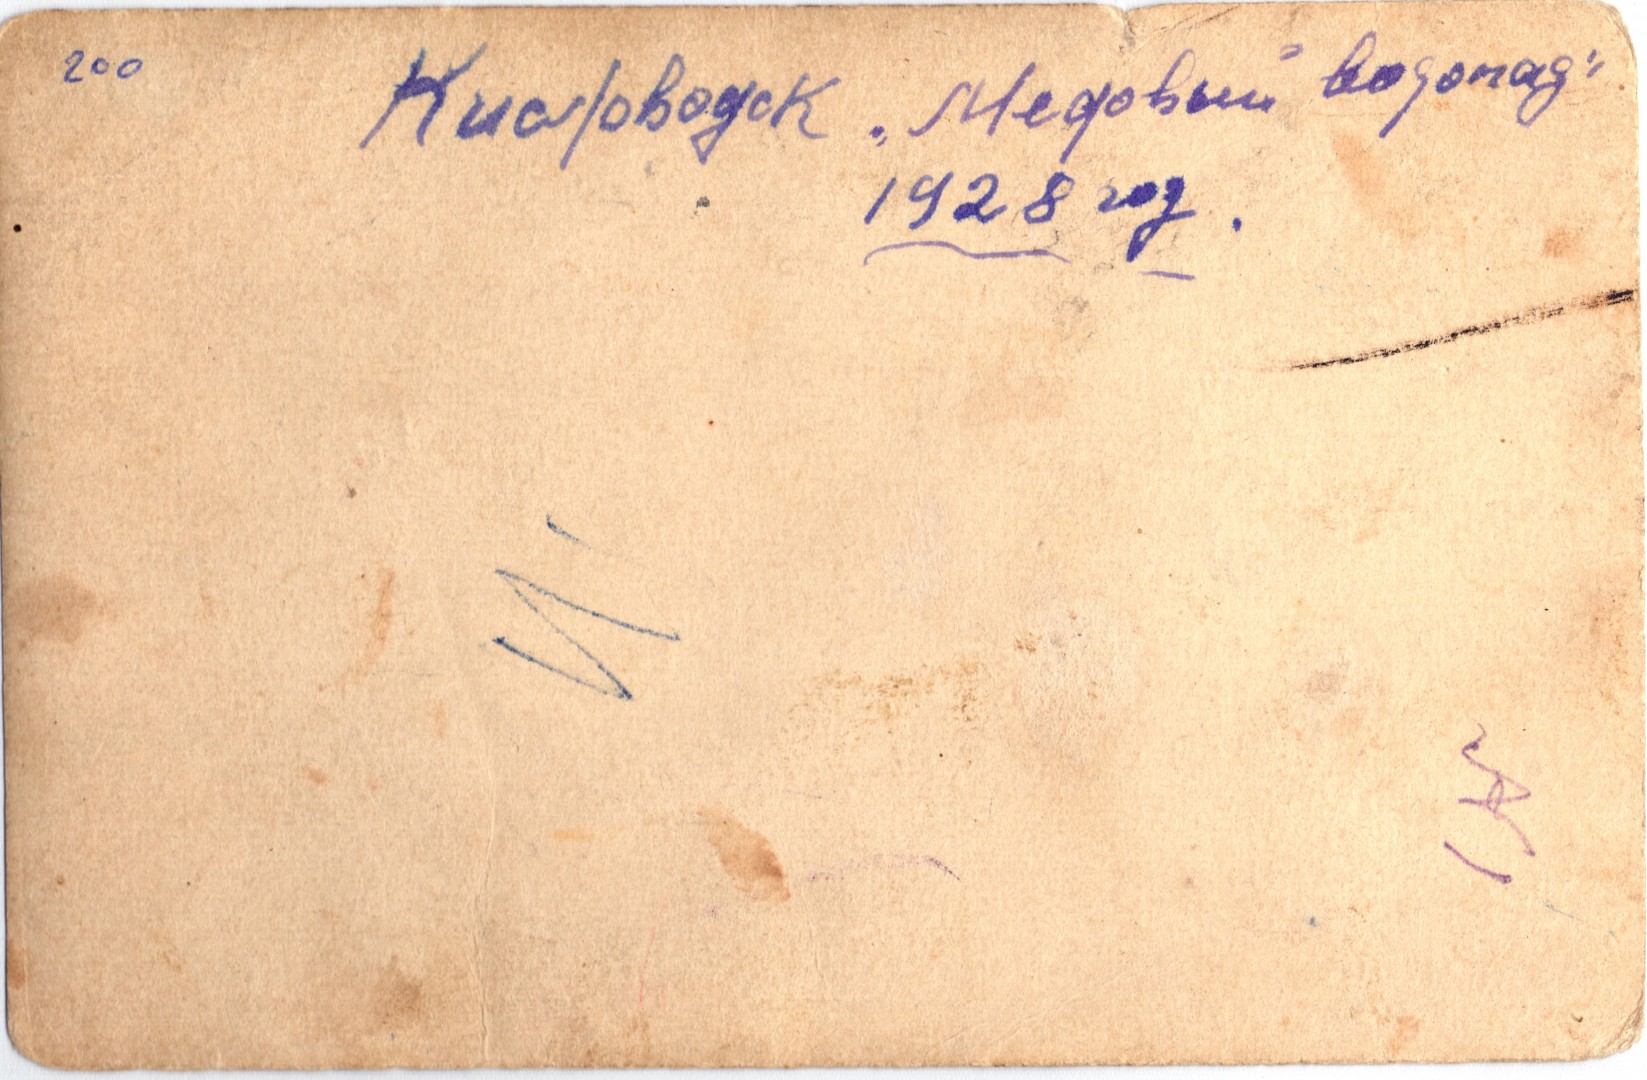 200
Кисловодск „Медовый водопад"
1928 год.